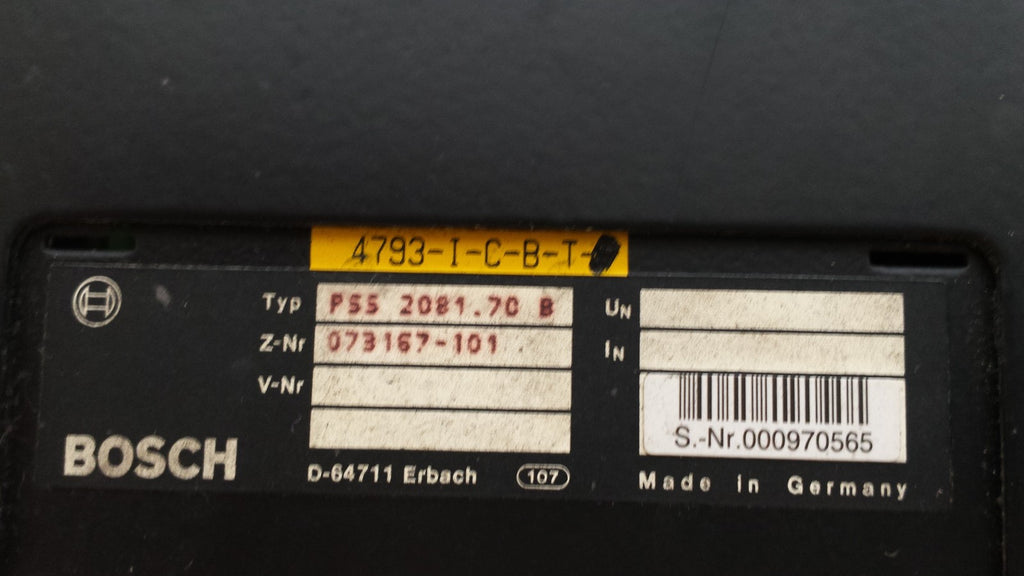 4793-I-C-B-T-
Typ PSS 2081.70 B
Z-Nr 073167-101
V-Nr
BOSCH
D-64711 Erbach 107
UN
IN
S.-Nr.000970565
Made in Germany